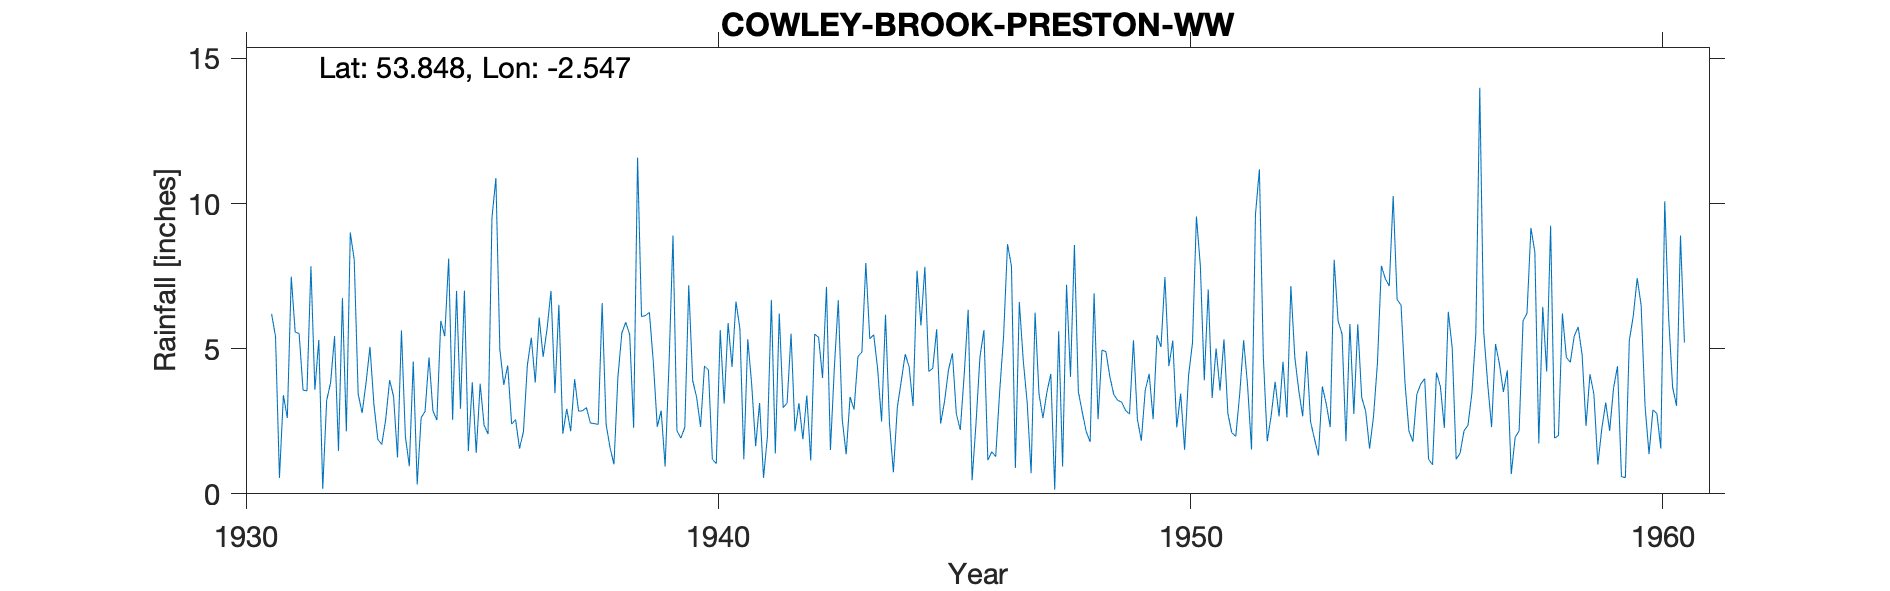 COWLEY-BROOK-PRESTON-WW
Lat: 53.848, Lon: -2.547
15
10
5
0
Rainfall [inches]
1930 1940 1950 1960
Year